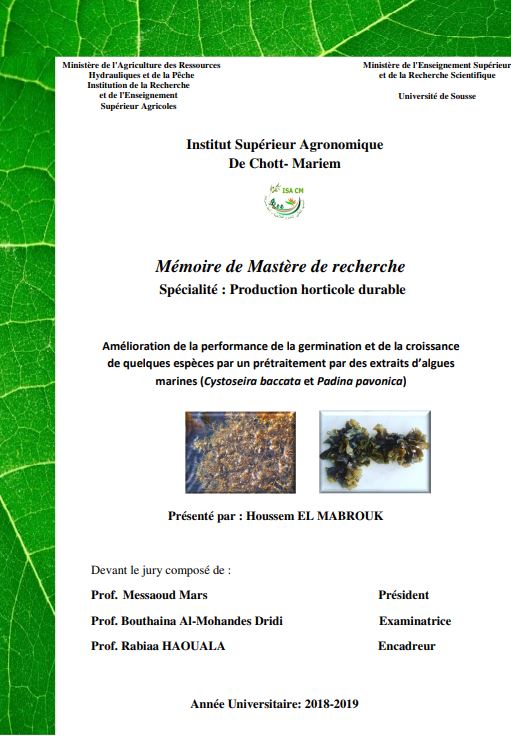 Ministère de l'Agriculture des Ressources
Hydrauliques et de la Pêche
Institution de la Recherche
et de l'Enseignement
Supérieur Agricoles
Ministère de l'Enseignement Supérieur
et de la Recherche Scientifique
Université de Sousse
Institut Supérieur Agronomique
De Chott- Mariem
ISA CM
Mémoire de Mastère de recherche
Spécialité : Production horticole durable
Amélioration de la performance de la germination et de la croissance
de quelques espèces par un prétraitement par des extraits d'algues
marines (Cystoseira baccata et Padina pavonica)
Présenté par : Houssem EL MABROUK
Devant le jury composé de :
Prof. Messaoud Mars Président
Prof. Bouthaina Al-Mohandes Dridi Examinatrice
Prof. Rabiaa HAOUALA Encadreur
Année Universitaire: 2018-2019